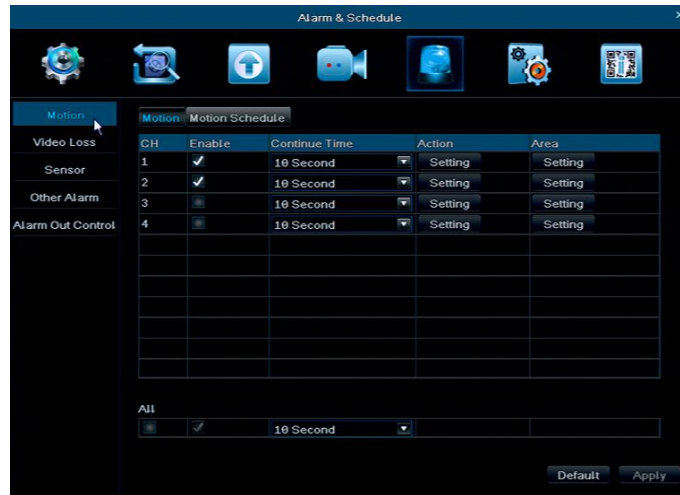 Alarm & Schedule
Motion
Video Loss
Sensor
Other Alarm
Alarm Out Control
Motion Motion Schedule
CH Enable Continue Time Action Area
1 10 Second Setting Setting
2 10 Second Setting Setting
3 10 Second Setting Setting
4 10 Second Setting Setting
All
10 Second
Default Apply